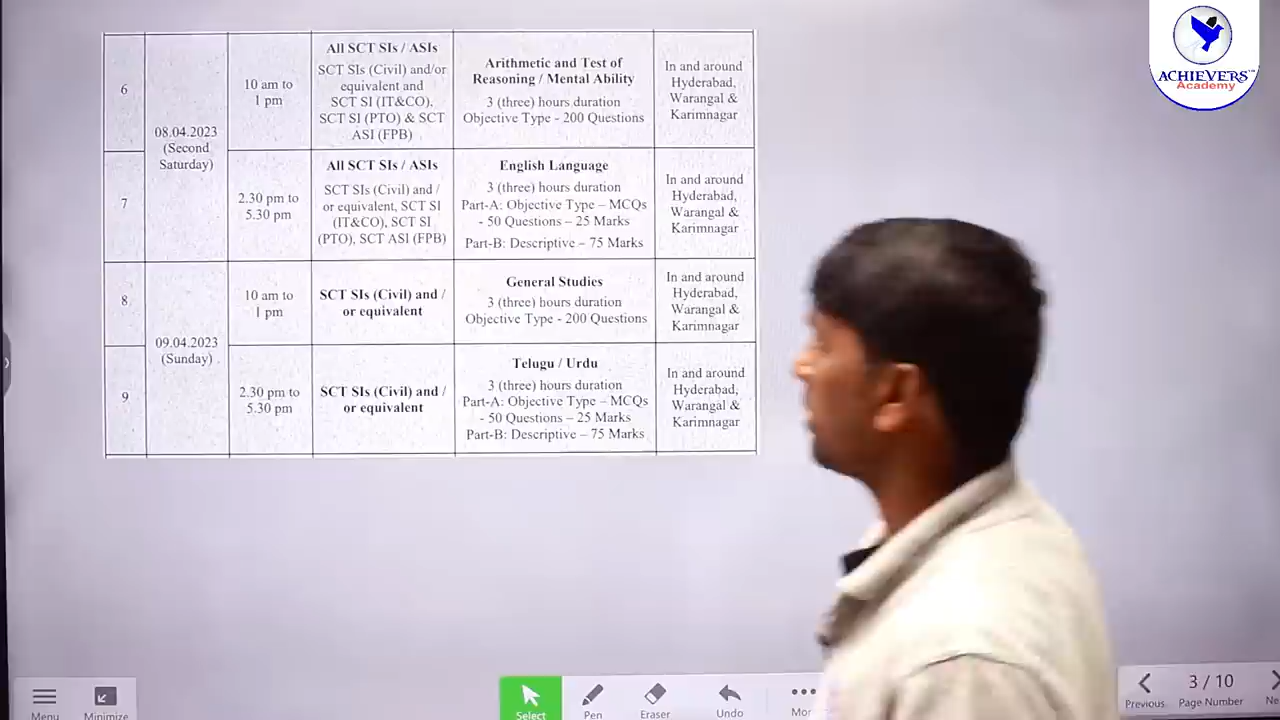 6
08.04.2023
(Second
Saturday)
10 am to
1 pm
All SCT SIs / ASIs
SCT SIs (Civil) and/or
equivalent and
SCT SI (IT&CO),
SCT SI (PTO) & SCT
ASI (FPB)
Arithmetic and Test of
Reasoning / Mental Ability
3 (three) hours duration
Objective Type - 200 Questions
In and around
Hyderabad,
Warangal &
Karimnagar
7
2.30 pm to
5.30 pm
All SCT SIs / ASIs
SCT SIs (Civil) and /
or equivalent, SCT SI
(IT&CO), SCT SI
(PTO), SCT ASI (FPB)
English Language
3 (three) hours duration
Part-A: Objective Type – MCQs
- 50 Questions – 25 Marks
Part-B: Descriptive – 75 Marks
In and around
Hyderabad,
Warangal &
Karimnagar
8
09.04.2023
(Sunday)
10 am to
1 pm
SCT SIs (Civil) and /
or equivalent
General Studies
3 (three) hours duration
Objective Type - 200 Questions
In and around
Hyderabad,
Warangal &
Karimnagar
9
2.30 pm to
5.30 pm
SCT SIs (Civil) and /
or equivalent
Telugu / Urdu
3 (three) hours duration
Part-A: Objective Type – MCQs
- 50 Questions – 25 Marks
Part-B: Descriptive – 75 Marks
In and around
Hyderabad,
Warangal &
Karimnagar
ACHIEVERS™
Academy
Menu
Minimize
Select
Pen
Eraser
Undo
3 / 10
Previous
Page Number